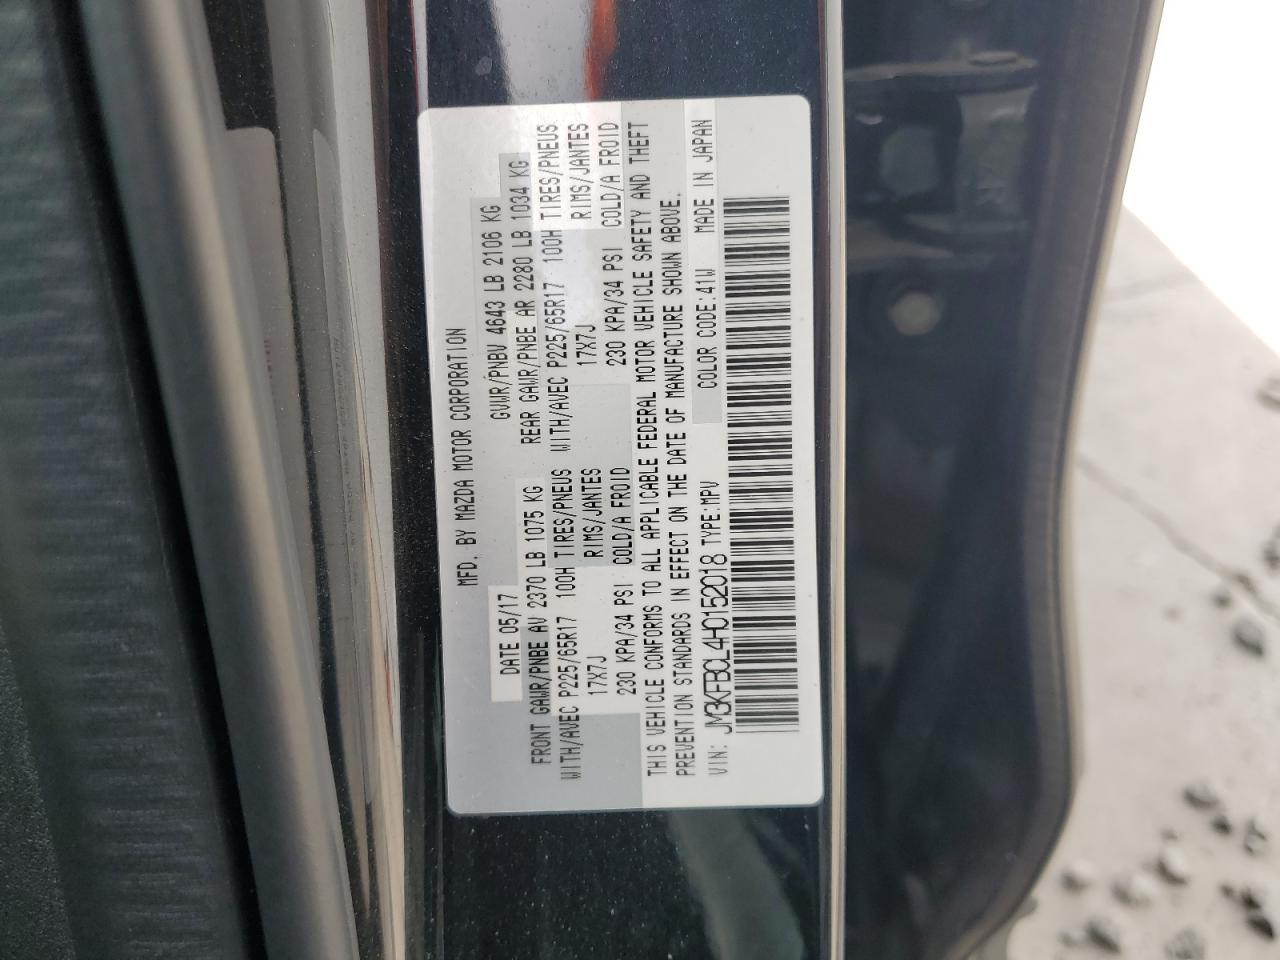 MFD. BY MAZDA MOTOR CORPORATION
DATE 05/17 GVWR/PNBV 4643 LB 2106 KG
FRONT GAWR/PNBE AV 2370 LB 1075 KG REAR GAWR/PNBE AR 2280 LB 1034 KG
WITH/AVEC P225/65R17 100H TIRES/PNEUS WITH/AVEC P225/65R17 100H TIRES/PNEUS
17X7J RIMS/JANTES 17X7J RIMS/JANTES
230 KPA/34 PSI COLD/A FROID 230 KPA/34 PSI COLD/A FROID
THIS VEHICLE CONFORMS TO ALL APPLICABLE FEDERAL MOTOR VEHICLE SAFETY AND THEFT
PREVENTION STANDARDS IN EFFECT ON THE DATE OF MANUFACTURE SHOWN ABOVE.
VIN: JM3KFBCL4H0152018 TYPE:MPV COLOR CODE:41W MADE IN JAPAN